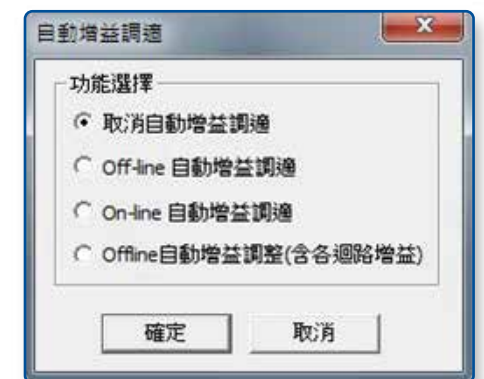 自動增益調適
功能選擇
取消自動增益調適
Off-line 自動增益調適
On-line 自動增益調適
Offline自動增益調整(含各迴路增益)
確定
取消